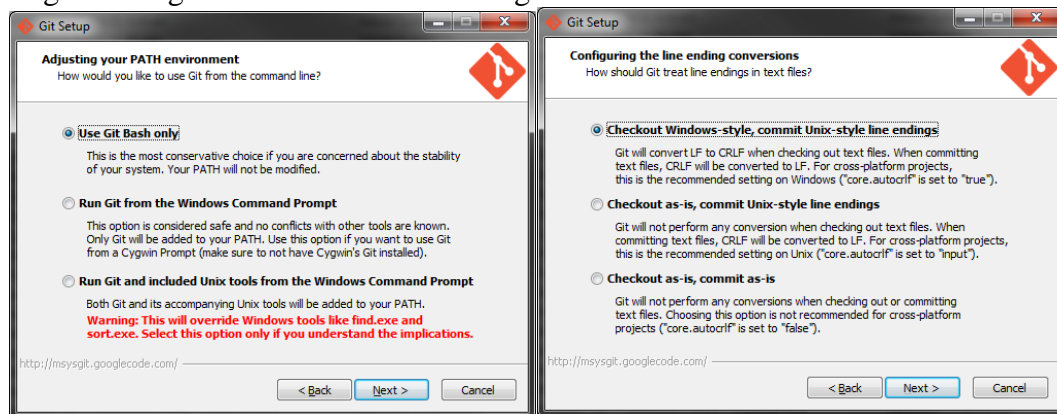 Git Setup
Adjusting your PATH environment
How would you like to use Git from the command line?
Use Git Bash only
This is the most conservative choice if you are concerned about the stability
of your system. Your PATH will not be modified.
Run Git from the Windows Command Prompt
This option is considered safe and no conflicts with other tools are known.
Only Git will be added to your PATH. Use this option if you want to use Git
from a Cygwin Prompt (make sure to not have Cygwin's Git installed).
Run Git and included Unix tools from the Windows Command Prompt
Both Git and its accompanying Unix tools will be added to your PATH.
Warning: This will override Windows tools like find.exe and
sort.exe. Select this option only if you understand the implications.
http://msysgit.googlecode.com/
< Back
Next >
Cancel
Git Setup
Configuring the line ending conversions
How should Git treat line endings in text files?
Checkout Windows-style, commit Unix-style line endings
Git will convert LF to CRLF when checking out text files. When committing
text files, CRLF will be converted to LF. For cross-platform projects,
this is the recommended setting on Windows ("core.autocrlf" is set to "true").
Checkout as-is, commit Unix-style line endings
Git will not perform any conversion when checking out text files. When
committing text files, CRLF will be converted to LF. For cross-platform projects,
this is the recommended setting on Unix ("core.autocrlf" is set to "input").
Checkout as-is, commit as-is
Git will not perform any conversions when checking out or committing
text files. Choosing this option is not recommended for cross-platform
projects ("core.autocrlf" is set to "false").
http://msysgit.googlecode.com/
< Back
Next >
Cancel